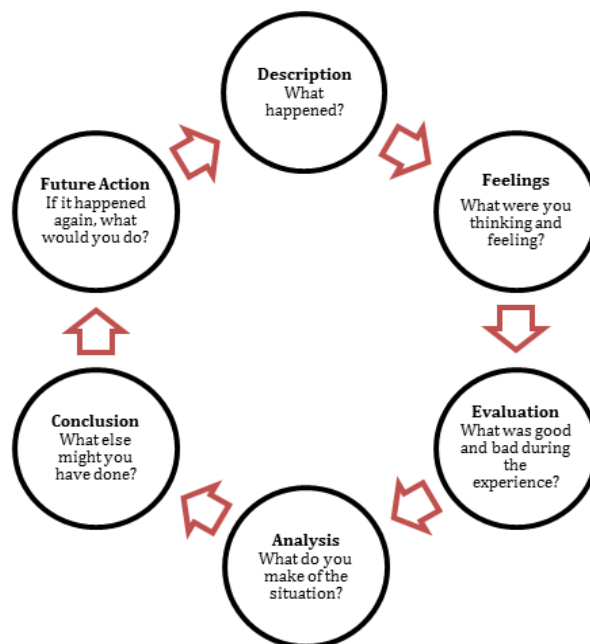 Description
What
happened?
Feelings
What were you
thinking and
feeling?
Evaluation
What was good
and bad during
the
experience?
Analysis
What do you
make of the
situation?
Conclusion
What else
might you
have done?
Future Action
If it happened
again, what
would you do?